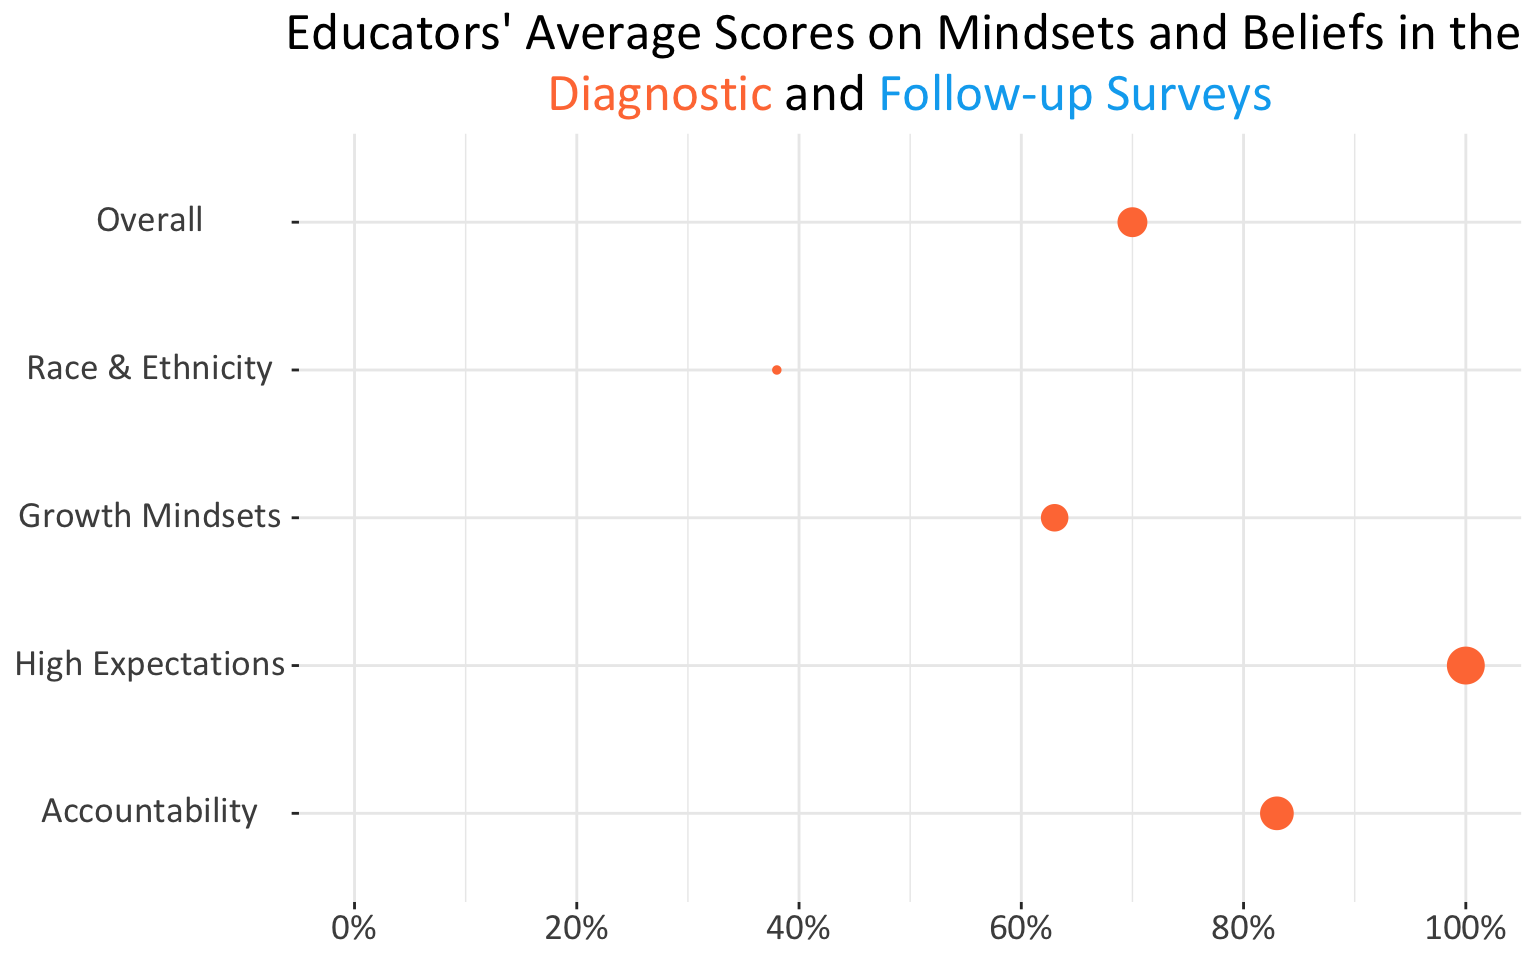 Educators' Average Scores on Mindsets and Beliefs in the
Diagnostic and Follow-up Surveys
Overall
Race & Ethnicity
Growth Mindsets
High Expectations
Accountability
0% 20% 40% 60% 80% 100%